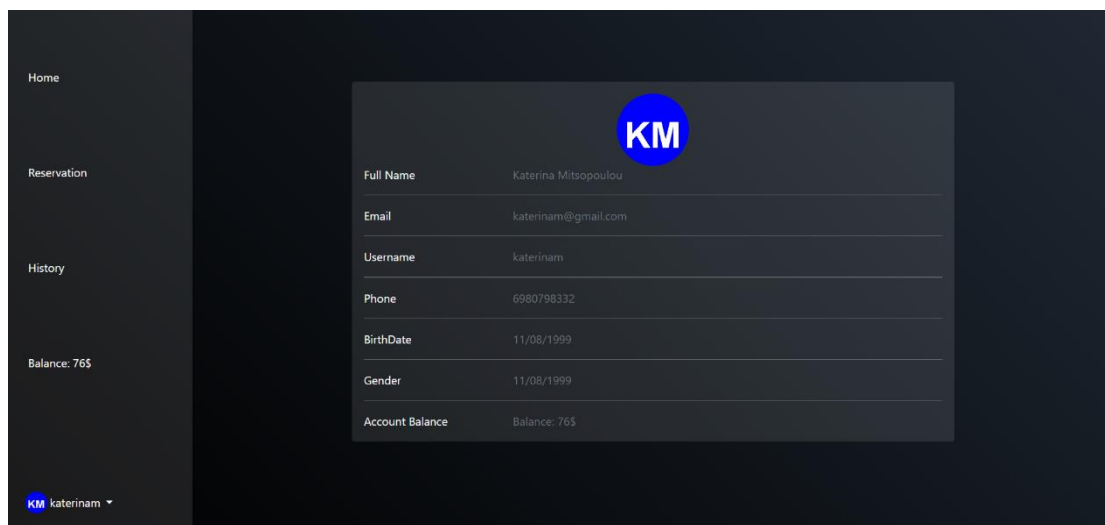 Home
Reservation
History
Balance: 76$
KM katerinam
KM
Full Name Katerina Mitsopoulou
Email katerinam@gmail.com
Username katerinam
Phone 6980798332
BirthDate 11/08/1999
Gender 11/08/1999
Account Balance Balance: 76$